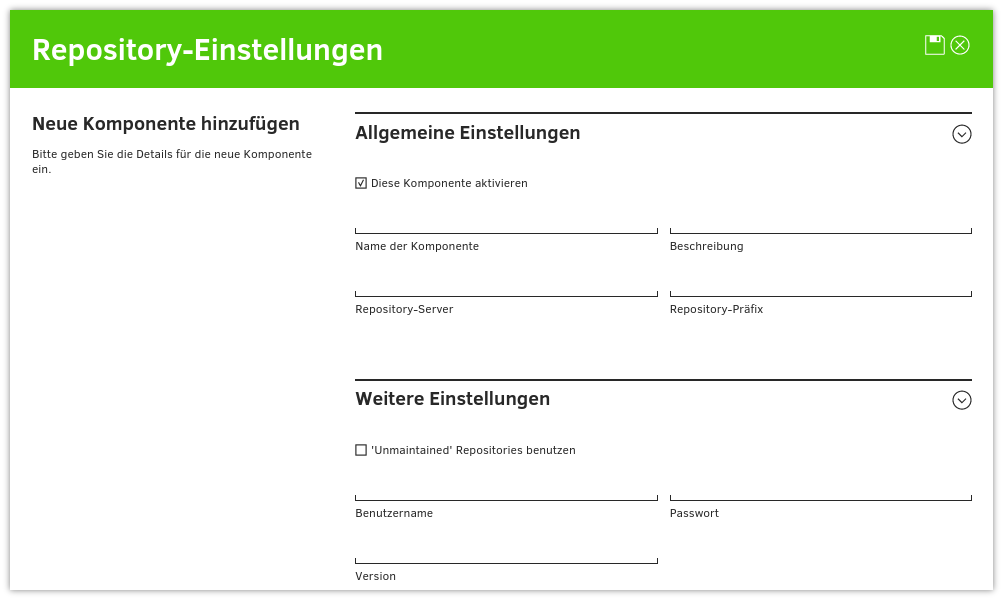 Repository-Einstellungen
Neue Komponente hinzufügen
Bitte geben Sie die Details für die neue Komponente
ein.
Allgemeine Einstellungen
Diese Komponente aktivieren
Name der Komponente
Beschreibung
Repository-Server
Repository-Präfix
Weitere Einstellungen
'Unmaintained' Repositories benutzen
Benutzername
Passwort
Version